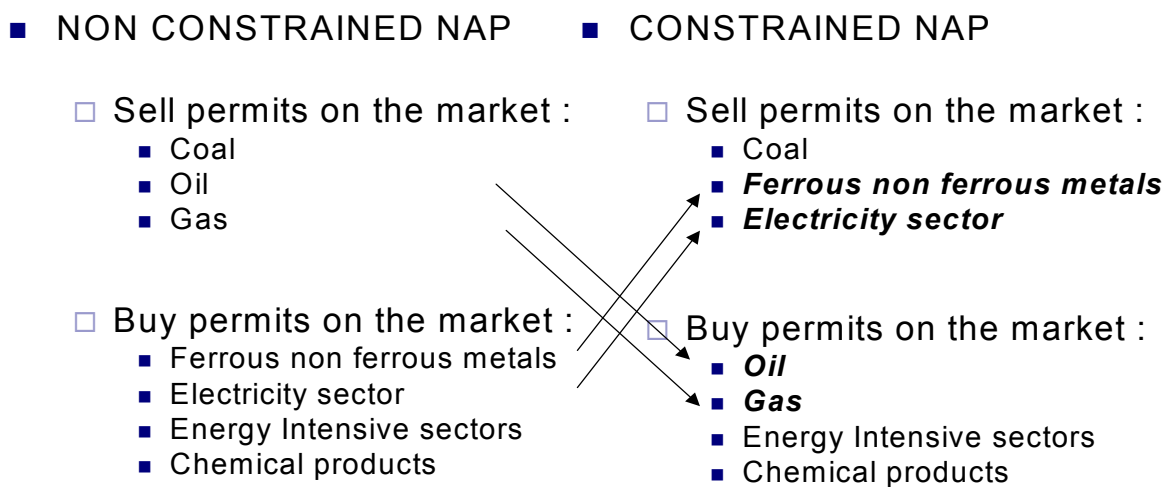 NON CONSTRAINED NAP
Sell permits on the market :
Coal
Oil
Gas
Buy permits on the market :
Ferrous non ferrous metals
Electricity sector
Energy Intensive sectors
Chemical products
CONSTRAINED NAP
Sell permits on the market :
Coal
Ferrous non ferrous metals
Electricity sector
Buy permits on the market :
Oil
Gas
Energy Intensive sectors
Chemical products